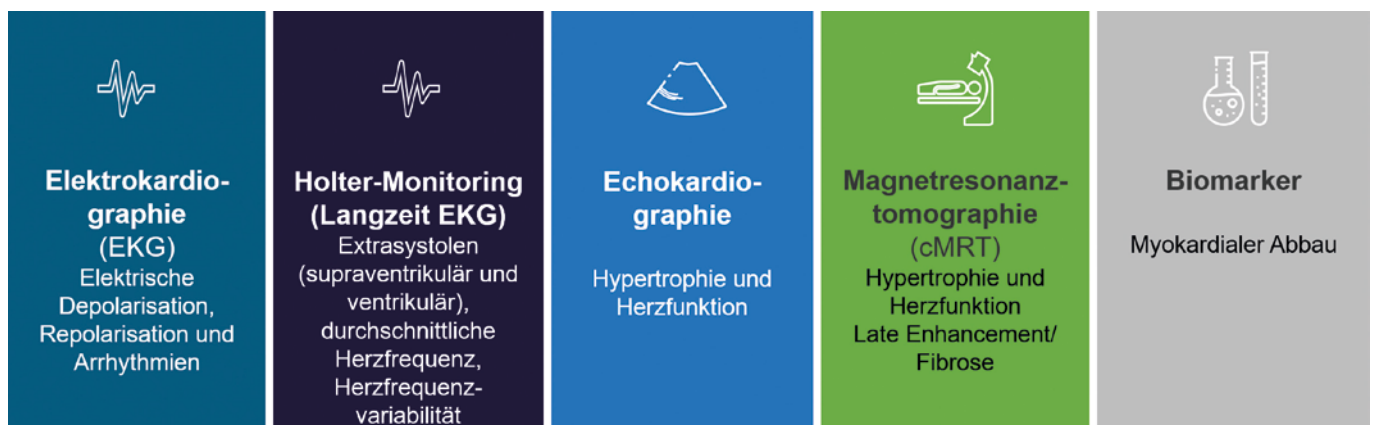 Elektrokardio-
graphie
(EKG)
Elektrische
Depolarisation,
Repolarisation und
Arrhythmien
Holter-Monitoring
(Langzeit EKG)
Extrasystolen
(supraventrikulär und
ventrikulär),
durchschnittliche
Herzfrequenz,
Herzfrequenz-
variabilität
Echokardio-
graphie
Hypertrophie und
Herzfunktion
Magnetresonanz-
tomographie
(cMRT)
Hypertrophie und
Herzfunktion
Late Enhancement/
Fibrose
Biomarker
Myokardialer Abbau